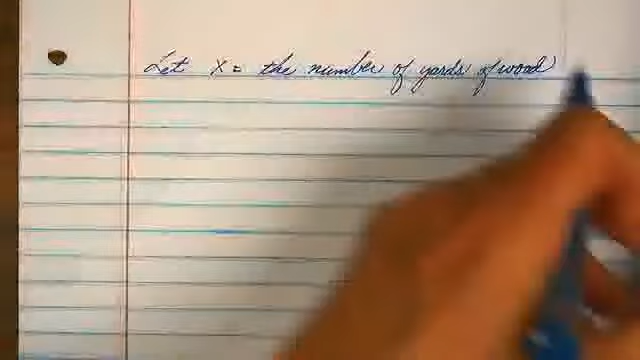 Let x = the number of yards of wood